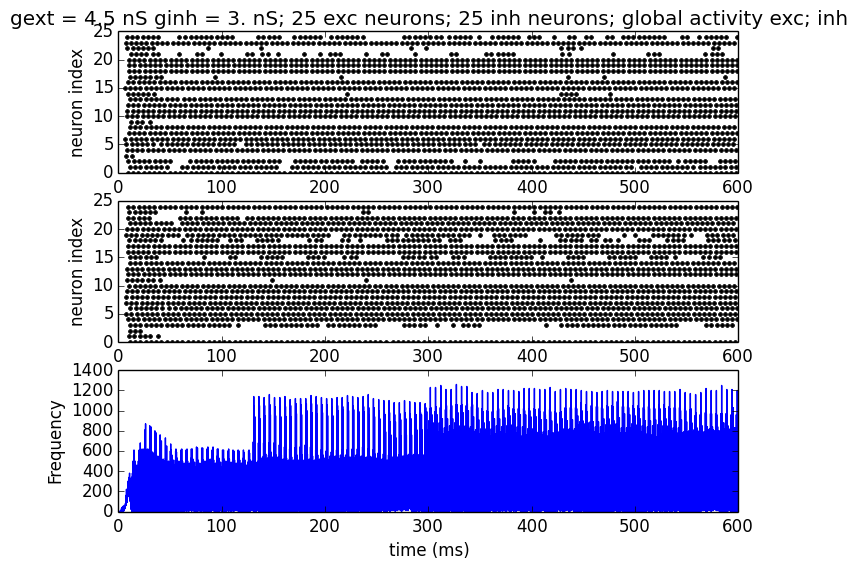 gext = 4.5 nS ginh = 3. nS; 25 exc neurons; 25 inh neurons; global activity exc; inh
25
20
15
10
5
0
neuron index
0 100 200 300 400 500 600
25
20
15
10
5
0
neuron index
0 100 200 300 400 500 600
1400
1200
1000
800
600
400
200
0
Frequency
0 100 200 300 400 500 600
time (ms)